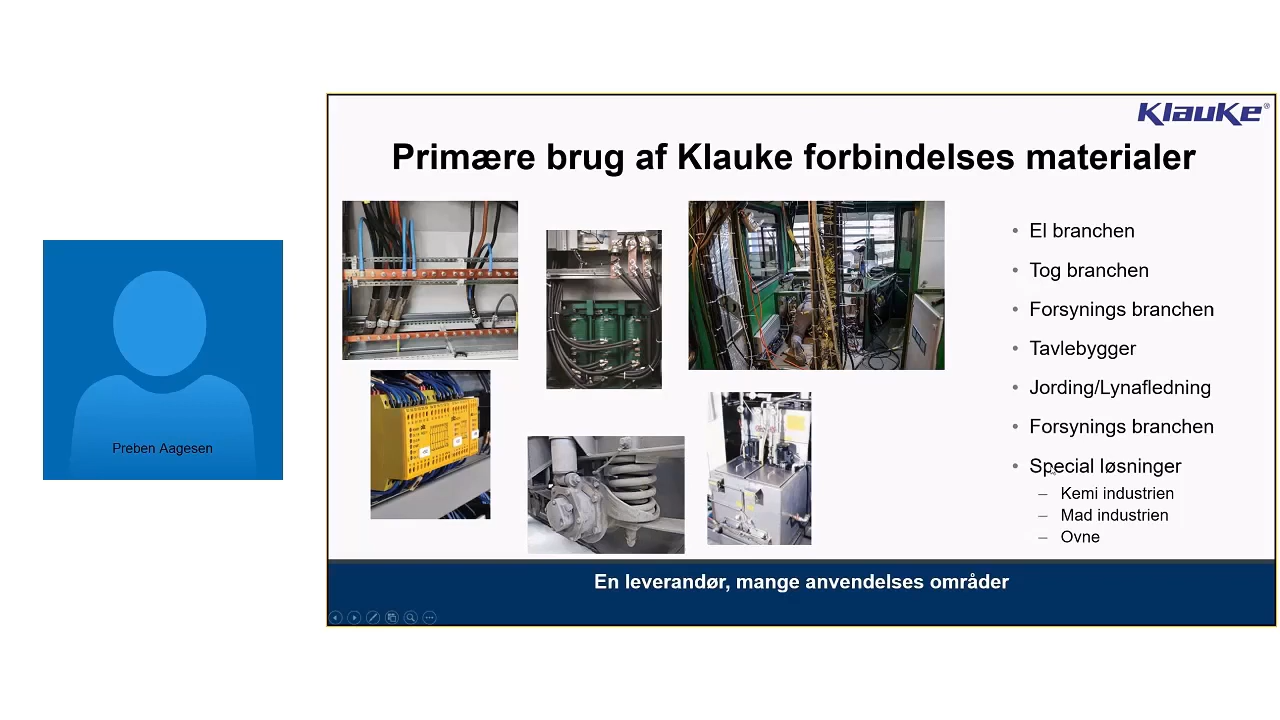 Klauke®
Primære brug af Klauke forbindelses materialer
Preben Aagesen
• El branchen
• Tog branchen
• Forsynings branchen
• Tavlebygger
• Jording/Lynafledning
• Forsynings branchen
• Special løsninger
– Kemi industrien
– Mad industrien
– Ovne
En leverandør, mange anvendelses områder